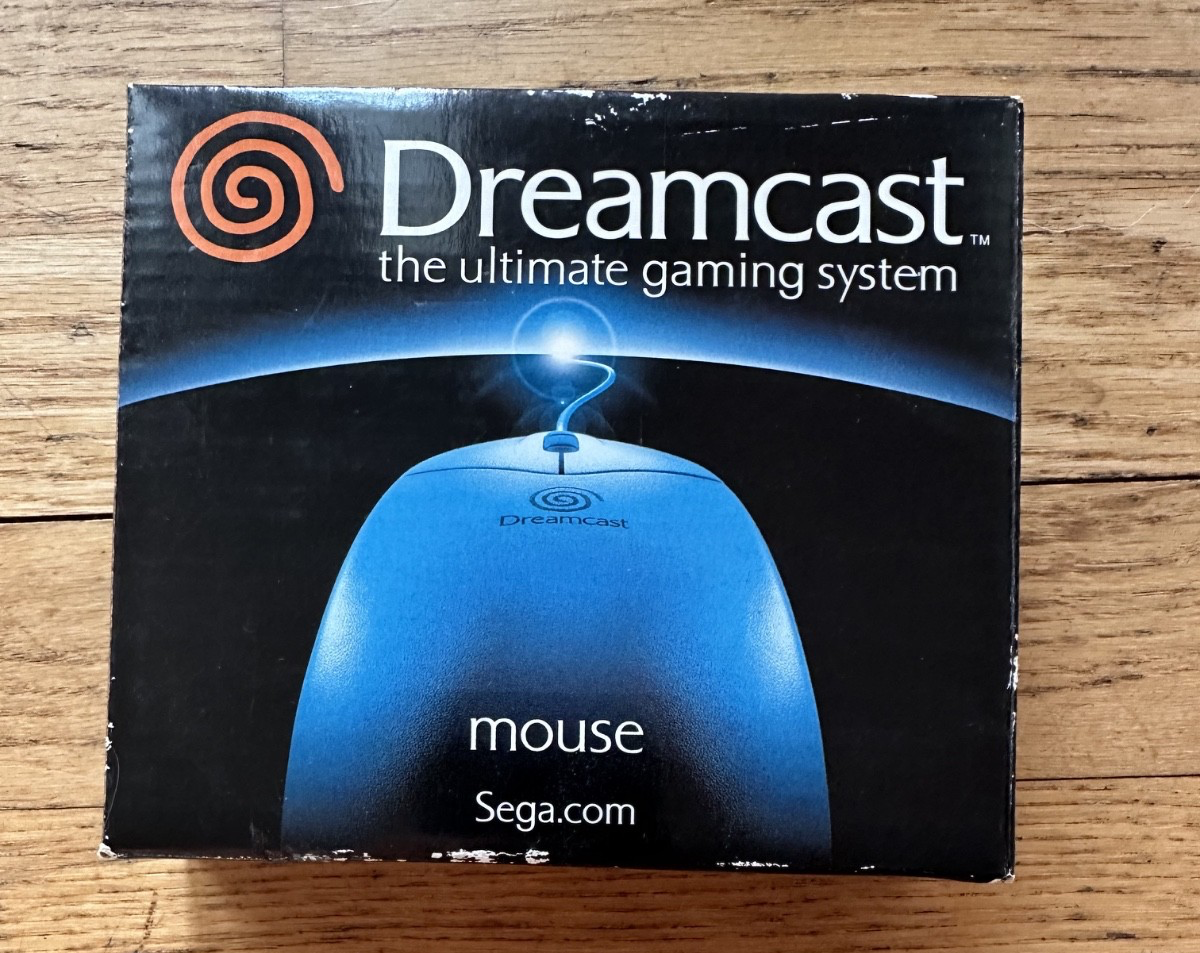 Dreamcast™
the ultimate gaming system
Dreamcast
mouse
Sega.com